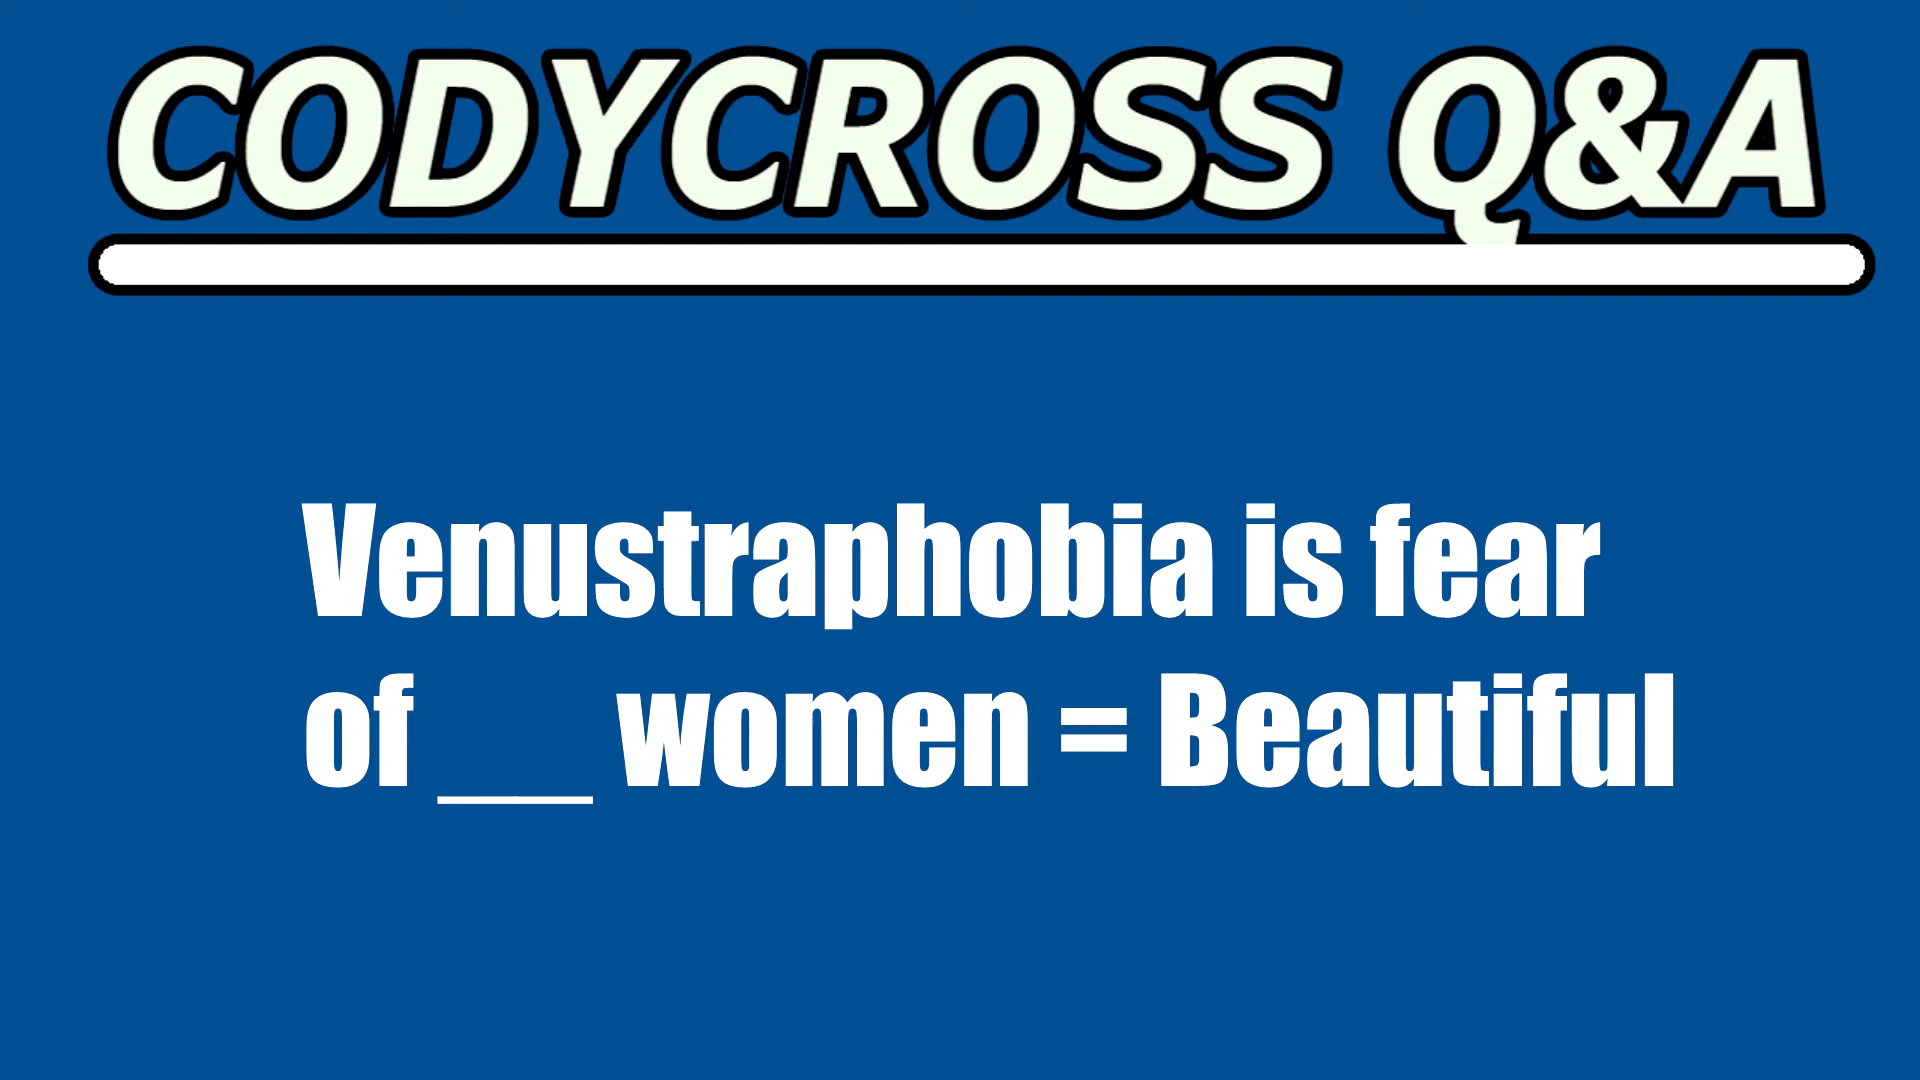 CODYCROSS Q&A
Venustraphobia is fear
of __ women = Beautiful